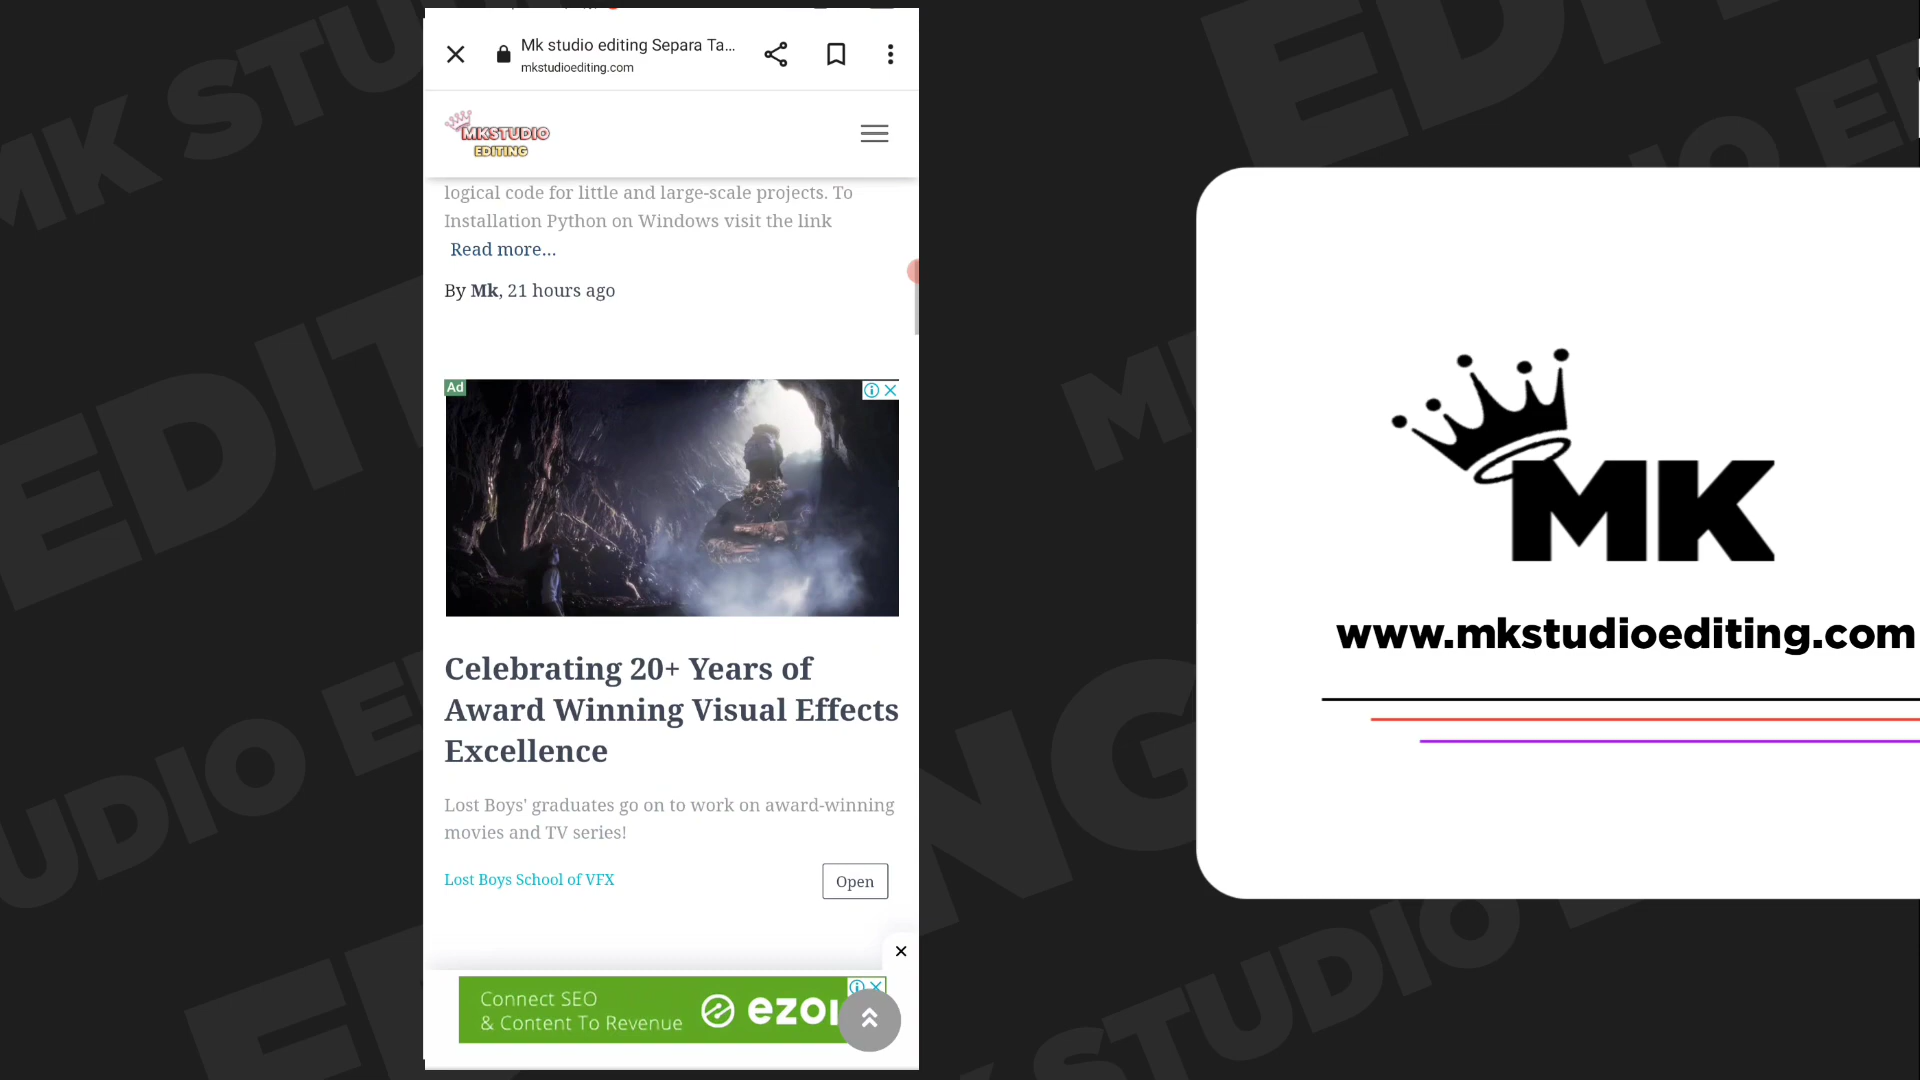 Mk studio editing Separa Ta...
mkstudioediting.com
MKSTUDIO
EDITING
logical code for little and large-scale projects. To
Installation Python on Windows visit the link
Read more...
By Mk, 21 hours ago
Ad
Celebrating 20+ Years of
Award Winning Visual Effects
Excellence
Lost Boys' graduates go on to work on award-winning
movies and TV series!
Lost Boys School of VFX
Open
Connect SEO
& Content To Revenue
MK
www.mkstudioediting.com
MK STUDIO EDITING